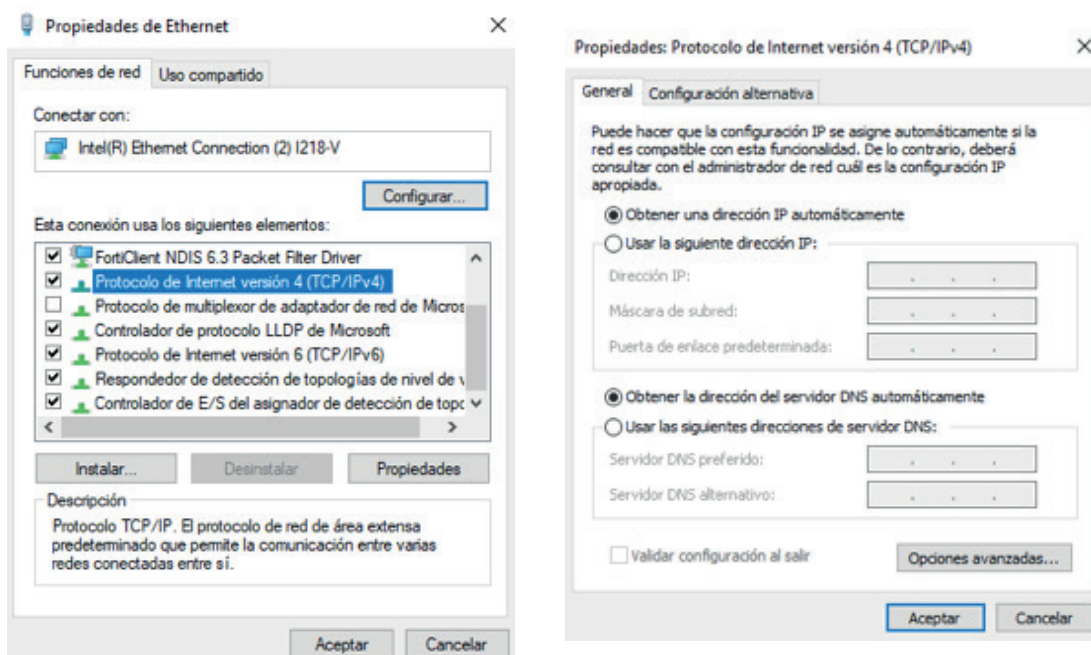 Propiedades de Ethernet
Funciones de red
Uso compartido
Conectar con:
Intel(R) Ethernet Connection (2) I218-V
Configurar...
Esta conexión usa los siguientes elementos:
FortiClient NDIS 6.3 Packet Filter Driver
Protocolo de Internet versión 4 (TCP/IPv4)
Protocolo de multiplexor de adaptador de red de Micros
Controlador de protocolo LLDP de Microsoft
Protocolo de Internet versión 6 (TCP/IPv6)
Respondedor de detección de topologías de nivel de v
Controlador de E/S del asignador de detección de topo
Instalar...
Desinstalar
Propiedades
Descripción
Protocolo TCP/IP. El protocolo de red de área extensa
predeterminado que permite la comunicación entre varias
redes conectadas entre sí.
Aceptar
Cancelar
Propiedades: Protocolo de Internet versión 4 (TCP/IPv4)
General
Configuración alternativa
Puede hacer que la configuración IP se asigne automáticamente si la
red es compatible con esta funcionalidad. De lo contrario, deberá
consultar con el administrador de red cuál es la configuración IP
apropiada.
Obtener una dirección IP automáticamente
Usar la siguiente dirección IP:
Dirección IP:
Máscara de subred:
Puerta de enlace predeterminada:
Obtener la dirección del servidor DNS automáticamente
Usar las siguientes direcciones de servidor DNS:
Servidor DNS preferido:
Servidor DNS alternativo:
Validar configuración al salir
Opciones avanzadas...
Aceptar
Cancelar